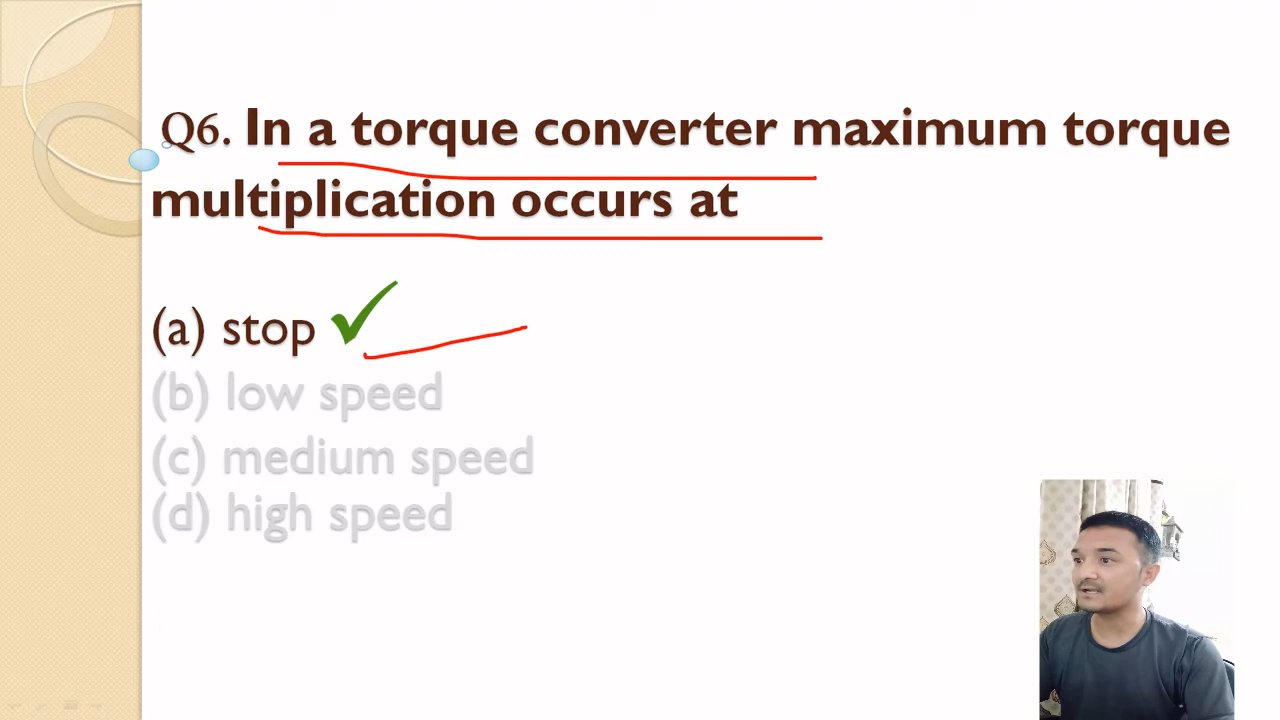 Q6. In a torque converter maximum torque
multiplication occurs at
(a) stop
(b) low speed
(c) medium speed
(d) high speed